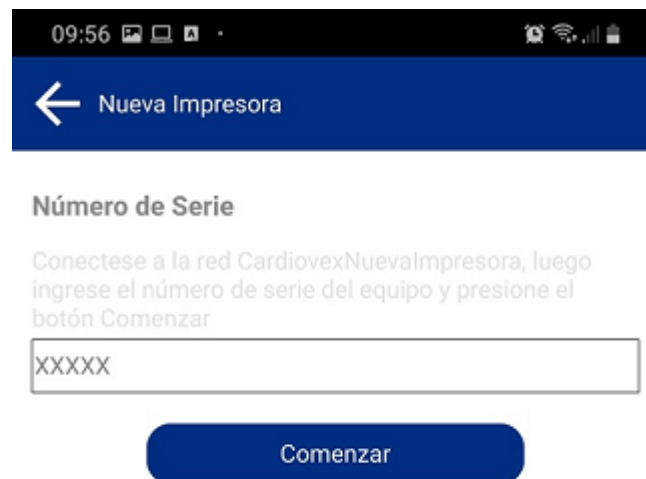 09:56
Nueva Impresora
Número de Serie
Conectese a la red CardiovexNuevaImpresora, luego
ingrese el número de serie del equipo y presione el
botón Comenzar
XXXXX
Comenzar